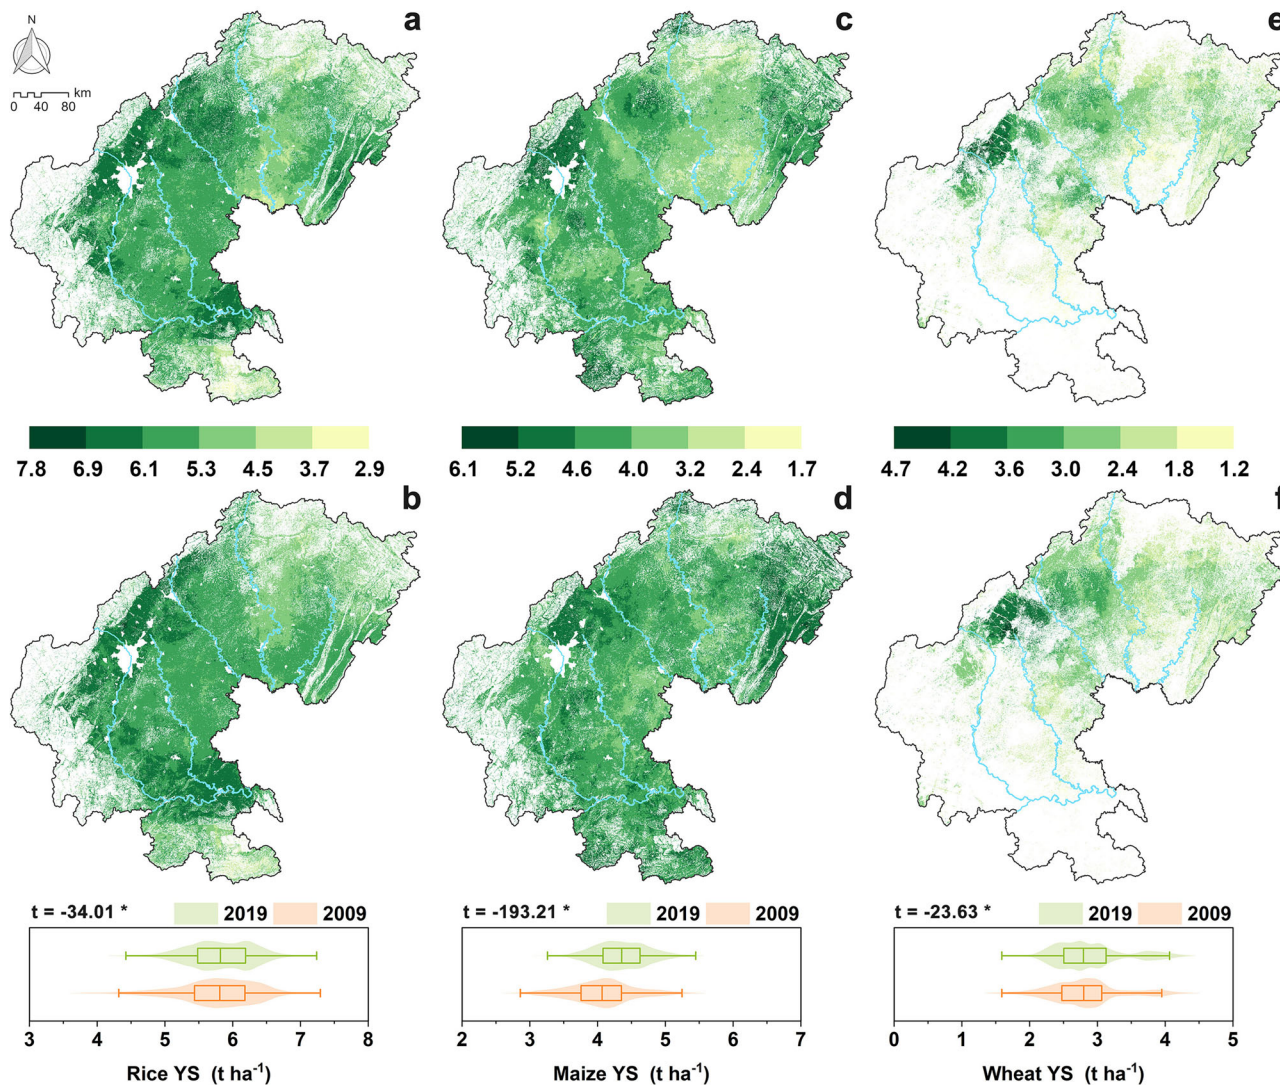 a
c
e
N
km
0 40 80
7.8 6.9 6.1 5.3 4.5 3.7 2.9
6.1 5.2 4.6 4.0 3.2 2.4 1.7
4.7 4.2 3.6 3.0 2.4 1.8 1.2
b
d
f
t = -34.01 * 2019 2009
t = -193.21 * 2019 2009
t = -23.63 * 2019 2009
3 4 5 6 7 8
2 3 4 5 6 7
0 1 2 3 4 5
Rice YS (t ha⁻¹)
Maize YS (t ha⁻¹)
Wheat YS (t ha⁻¹)